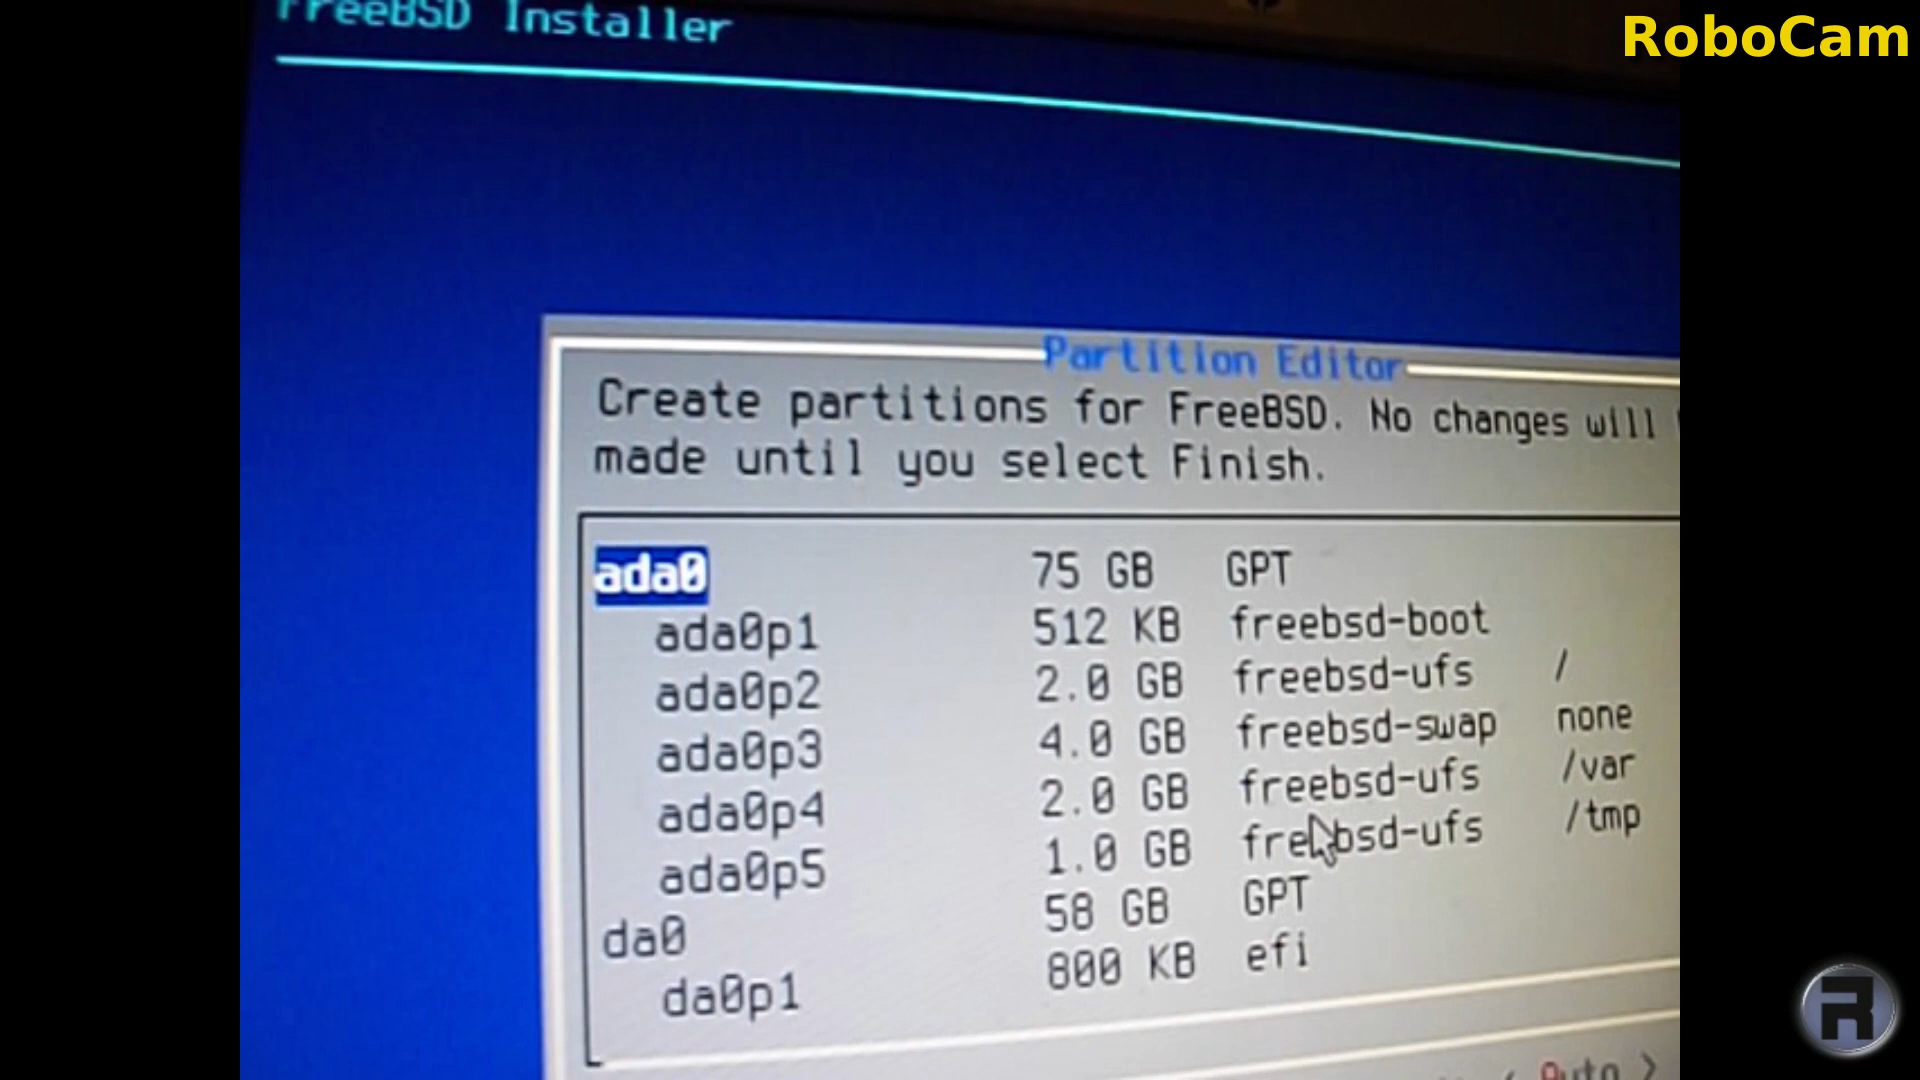 FreeBSD Installer
RoboCam
Partition Editor
Create partitions for FreeBSD. No changes will
made until you select Finish.
ada0 75 GB GPT
ada0p1 512 KB freebsd-boot
ada0p2 2.0 GB freebsd-ufs /
ada0p3 4.0 GB freebsd-swap none
ada0p4 2.0 GB freebsd-ufs /var
ada0p5 1.0 GB freebsd-ufs /tmp
da0 58 GB GPT
da0p1 800 KB efi
< Auto >
R